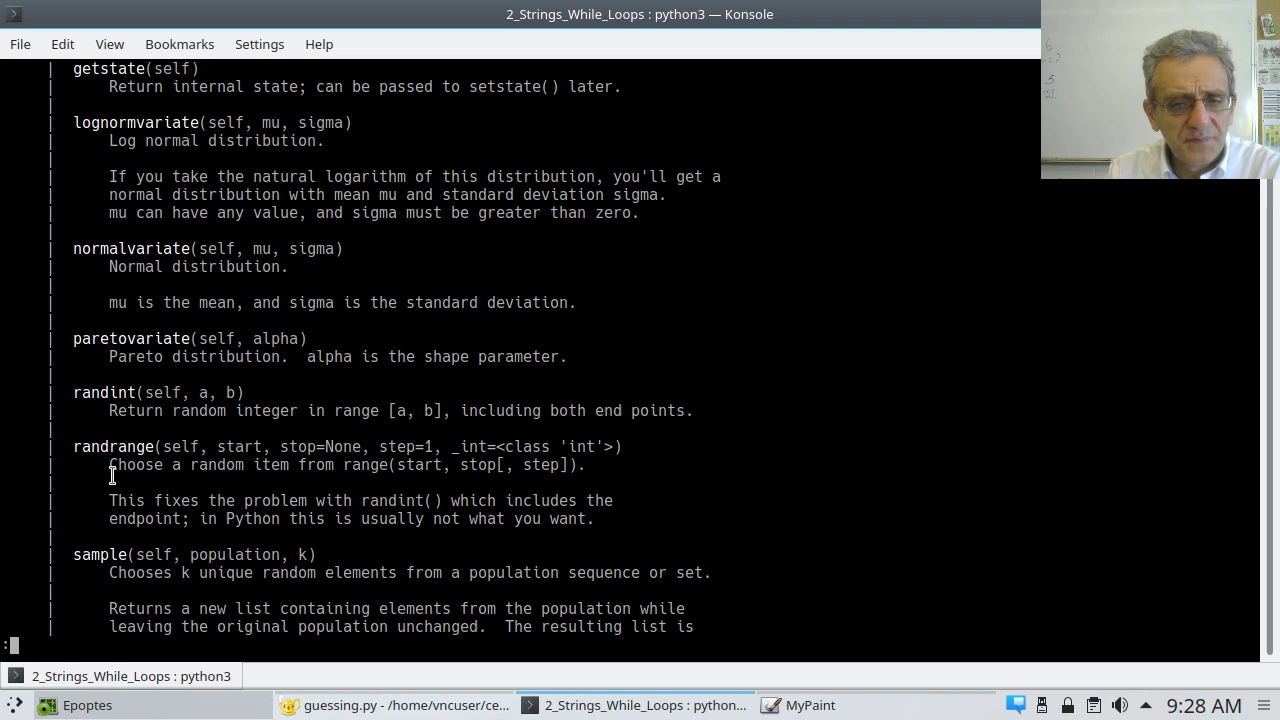 2_Strings_While_Loops : python3 — Konsole
File Edit View Bookmarks Settings Help
| getstate(self)
| Return internal state; can be passed to setstate() later.
|
| lognormvariate(self, mu, sigma)
| Log normal distribution.
|
| If you take the natural logarithm of this distribution, you'll get a
| normal distribution with mean mu and standard deviation sigma.
| mu can have any value, and sigma must be greater than zero.
|
| normalvariate(self, mu, sigma)
| Normal distribution.
|
| mu is the mean, and sigma is the standard deviation.
|
| paretovariate(self, alpha)
| Pareto distribution.  alpha is the shape parameter.
|
| randint(self, a, b)
| Return random integer in range [a, b], including both end points.
|
| randrange(self, start, stop=None, step=1, _int=<class 'int'>)
| Choose a random item from range(start, stop[, step]).
|
| This fixes the problem with randint() which includes the
| endpoint; in Python this is usually not what you want.
|
| sample(self, population, k)
| Chooses k unique random elements from a population sequence or set.
|
| Returns a new list containing elements from the population while
| leaving the original population unchanged.  The resulting list is
:
2_Strings_While_Loops : python3
Epoptes
guessing.py - /home/vncuser/ce...
2_Strings_While_Loops : python...
MyPaint
9:28 AM